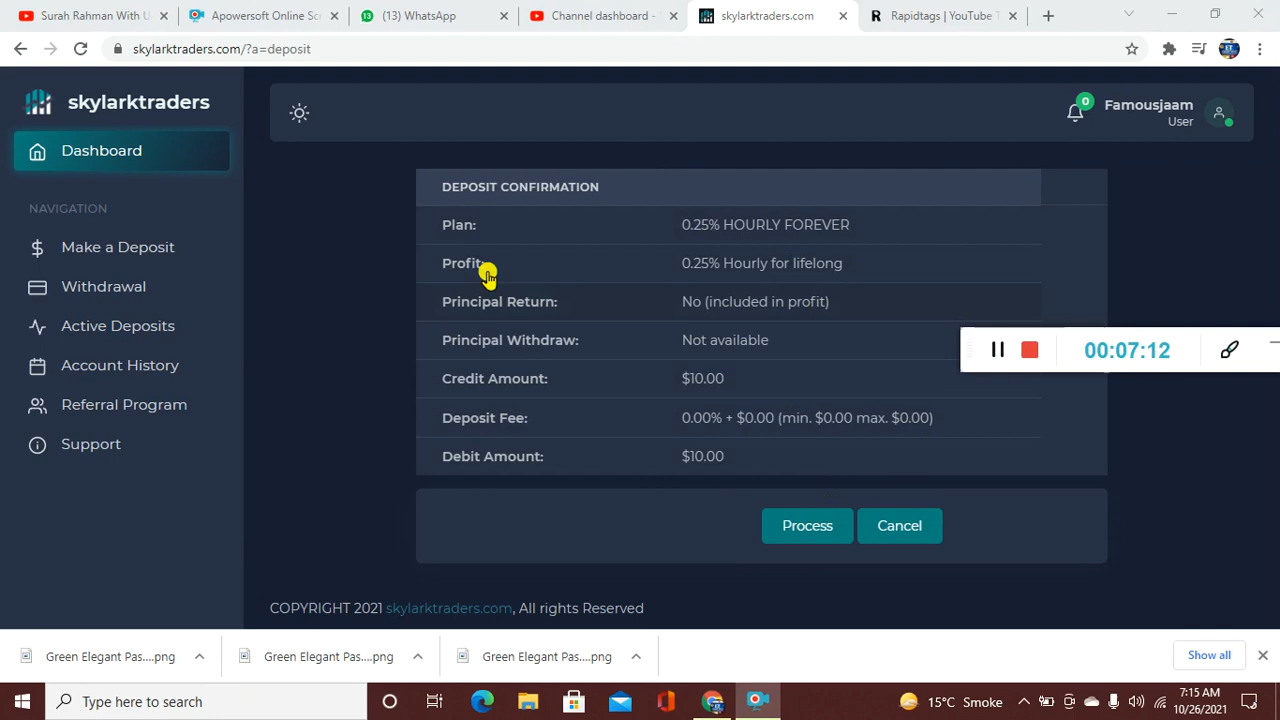 Surah Rahman With U
Apowersoft Online Scr
(13) WhatsApp
Channel dashboard -
skylarktraders.com
Rapidtags | YouTube T
skylarktraders.com/?a=deposit
skylarktraders
Dashboard
NAVIGATION
Make a Deposit
Withdrawal
Active Deposits
Account History
Referral Program
Support
0
Famousjaam
User
DEPOSIT CONFIRMATION
Plan: 0.25% HOURLY FOREVER
Profit: 0.25% Hourly for lifelong
Principal Return: No (included in profit)
Principal Withdraw: Not available
Credit Amount: $10.00
Deposit Fee: 0.00% + $0.00 (min. $0.00 max. $0.00)
Debit Amount: $10.00
00:07:12
Process Cancel
COPYRIGHT 2021 skylarktraders.com, All rights Reserved
Green Elegant Pas....png
Green Elegant Pas....png
Green Elegant Pas....png
Show all
Type here to search
15°C Smoke
7:15 AM
10/26/2021